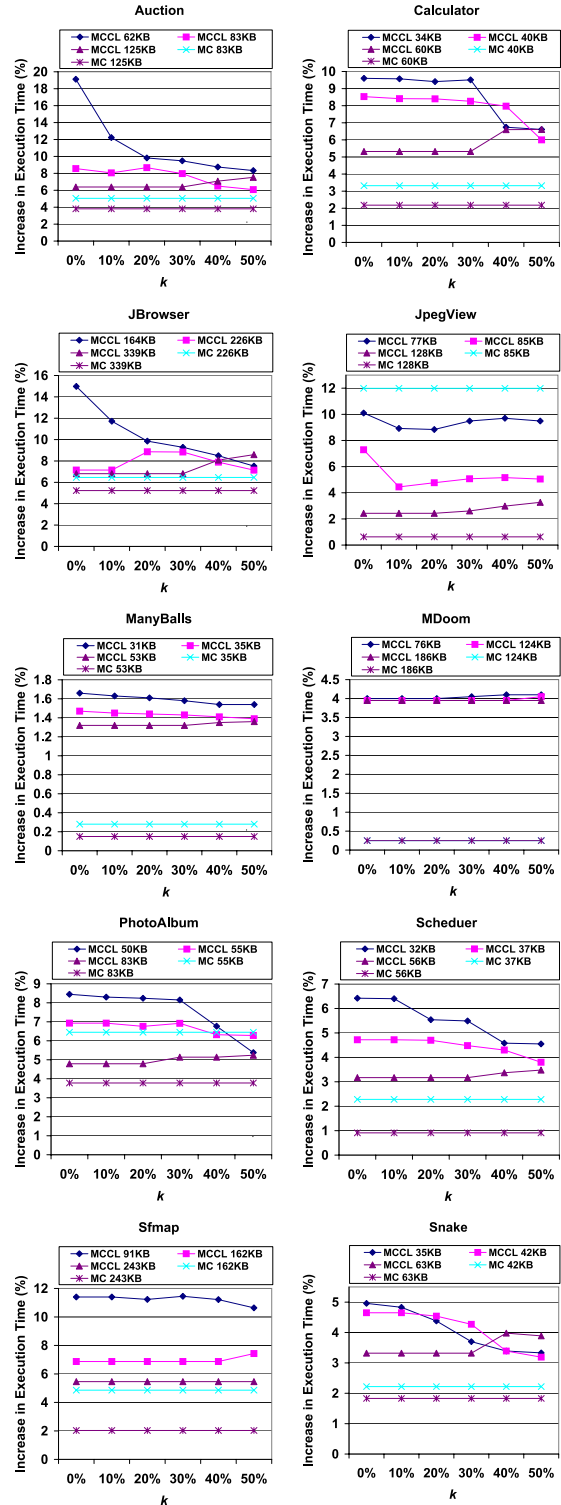 Auction
MCCL 62KB MCCL 83KB
MCCL 125KB MC 83KB
MC 125KB
Increase in Execution Time (%)
20
18
16
14
12
10
8
6
4
2
0
0% 10% 20% 30% 40% 50%
k
Calculator
MCCL 34KB MCCL 40KB
MCCL 60KB MC 40KB
MC 60KB
Increase in Execution Time (%)
10
9
8
7
6
5
4
3
2
1
0
0% 10% 20% 30% 40% 50%
k
JBrowser
MCCL 164KB MCCL 226KB
MCCL 339KB MC 226KB
MC 339KB
Increase in Execution Time (%)
16
14
12
10
8
6
4
2
0
0% 10% 20% 30% 40% 50%
k
JpegView
MCCL 77KB MCCL 85KB
MCCL 128KB MC 85KB
MC 128KB
Increase in Execution Time (%)
12
10
8
6
4
2
0
0% 10% 20% 30% 40% 50%
k
ManyBalls
MCCL 31KB MCCL 35KB
MCCL 53KB MC 35KB
MC 53KB
Increase in Execution Time (%)
1.8
1.6
1.4
1.2
1
0.8
0.6
0.4
0.2
0
0% 10% 20% 30% 40% 50%
k
MDoom
MCCL 76KB MCCL 124KB
MCCL 186KB MC 124KB
MC 186KB
Increase in Execution Time (%)
4.5
4
3.5
3
2.5
2
1.5
1
0.5
0
0% 10% 20% 30% 40% 50%
k
PhotoAlbum
MCCL 50KB MCCL 55KB
MCCL 83KB MC 55KB
MC 83KB
Increase in Execution Time (%)
9
8
7
6
5
4
3
2
1
0
0% 10% 20% 30% 40% 50%
k
Scheduer
MCCL 32KB MCCL 37KB
MCCL 56KB MC 37KB
MC 56KB
Increase in Execution Time (%)
7
6
5
4
3
2
1
0
0% 10% 20% 30% 40% 50%
k
Sfmap
MCCL 91KB MCCL 162KB
MCCL 243KB MC 162KB
MC 243KB
Increase in Execution Time (%)
12
10
8
6
4
2
0
0% 10% 20% 30% 40% 50%
k
Snake
MCCL 35KB MCCL 42KB
MCCL 63KB MC 42KB
MC 63KB
Increase in Execution Time (%)
5
4
3
2
1
0
0% 10% 20% 30% 40% 50%
k